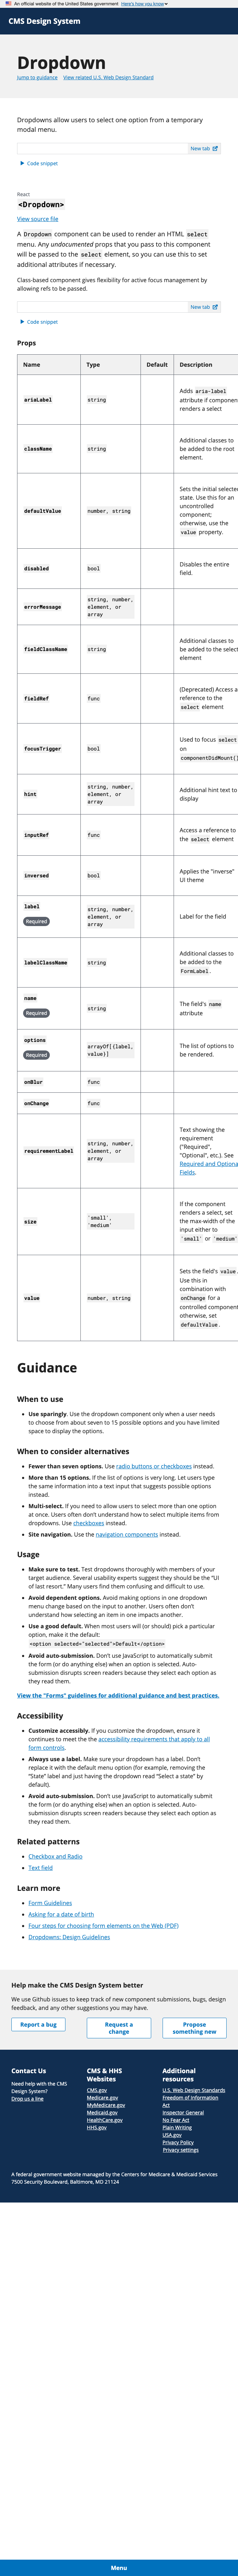 An official website of the United States government Here's how you know
CMS Design System
Dropdown
Jump to guidance View related U.S. Web Design Standard
Dropdowns allow users to select one option from a temporary
modal menu.
New tab
Code snippet
React
<Dropdown>
View source file
A Dropdown component can be used to render an HTML select
menu. Any undocumented props that you pass to this component
will be passed to the select element, so you can use this to set
additional attributes if necessary.
Class-based component gives flexibility for active focus management by
allowing refs to be passed.
New tab
Code snippet
Props
Name Type Default Description
ariaLabel string Adds aria-label
attribute if component
renders a select
className string Additional classes to
be added to the root
element.
defaultValue number, string Sets the initial selected
state. Use this for an
uncontrolled
component;
otherwise, use the
value property.
disabled bool Disables the entire
field.
errorMessage string, number,
element, or
array
fieldClassName string Additional classes to
be added to the select
element
fieldRef func (Deprecated) Access a
reference to the
select element
focusTrigger bool Used to focus select
on
componentDidMount()
hint string, number,
element, or
array Additional hint text to
display
inputRef func Access a reference to
the select element
inversed bool Applies the "inverse"
UI theme
label
Required string, number,
element, or
array Label for the field
labelClassName string Additional classes to
be added to the
FormLabel.
name
Required string The field's name
attribute
options
Required arrayOf[{label,
value}] The list of options to
be rendered.
onBlur func
onChange func
requirementLabel string, number,
element, or
array Text showing the
requirement
("Required",
"Optional", etc.). See
Required and Optional
Fields.
size 'small',
'medium' If the component
renders a select, set
the max-width of the
input either to
'small' or 'medium'
value number, string Sets the field's value.
Use this in
combination with
onChange for a
controlled component;
otherwise, set
defaultValue.
Guidance
When to use
Use sparingly. Use the dropdown component only when a user needs
to choose from about seven to 15 possible options and you have limited
space to display the options.
When to consider alternatives
Fewer than seven options. Use radio buttons or checkboxes instead.
More than 15 options. If the list of options is very long. Let users type
the same information into a text input that suggests possible options
instead.
Multi-select. If you need to allow users to select more than one option
at once. Users often don't understand how to select multiple items from
dropdowns. Use checkboxes instead.
Site navigation. Use the navigation components instead.
Usage
Make sure to test. Test dropdowns thoroughly with members of your
target audience. Several usability experts suggest they should be the “UI
of last resort.” Many users find them confusing and difficult to use.
Avoid dependent options. Avoid making options in one dropdown
menu change based on the input from another. Users often don't
understand how selecting an item in one impacts another.
Use a good default. When most users will (or should) pick a particular
option, make it the default:
<option selected="selected">Default</option>
Avoid auto-submission. Don't use JavaScript to automatically submit
the form (or do anything else) when an option is selected. Auto-
submission disrupts screen readers because they select each option as
they read them.
View the "Forms" guidelines for additional guidance and best practices.
Accessibility
Customize accessibly. If you customize the dropdown, ensure it
continues to meet the the accessibility requirements that apply to all
form controls.
Always use a label. Make sure your dropdown has a label. Don't
replace it with the default menu option (for example, removing the
“State” label and just having the dropdown read “Select a state” by
default).
Avoid auto-submission. Don't use JavaScript to automatically submit
the form (or do anything else) when an option is selected. Auto-
submission disrupts screen readers because they select each option as
they read them.
Related patterns
Checkbox and Radio
Text field
Learn more
Form Guidelines
Asking for a date of birth
Four steps for choosing form elements on the Web (PDF)
Dropdowns: Design Guidelines
Help make the CMS Design System better
We use Github issues to keep track of new component submissions, bugs, design
feedback, and other suggestions you may have.
Report a bug
Request a
change
Propose
something new
Contact Us
Need help with the CMS
Design System?
Drop us a line
CMS & HHS
Websites
CMS.gov
Medicare.gov
MyMedicare.gov
Medicaid.gov
HealthCare.gov
HHS.gov
Additional
resources
U.S. Web Design Standards
Freedom of Information
Act
Inspector General
No Fear Act
Plain Writing
USA.gov
Privacy Policy
Privacy settings
A federal government website managed by the Centers for Medicare & Medicaid Services
7500 Security Boulevard, Baltimore, MD 21124
Menu